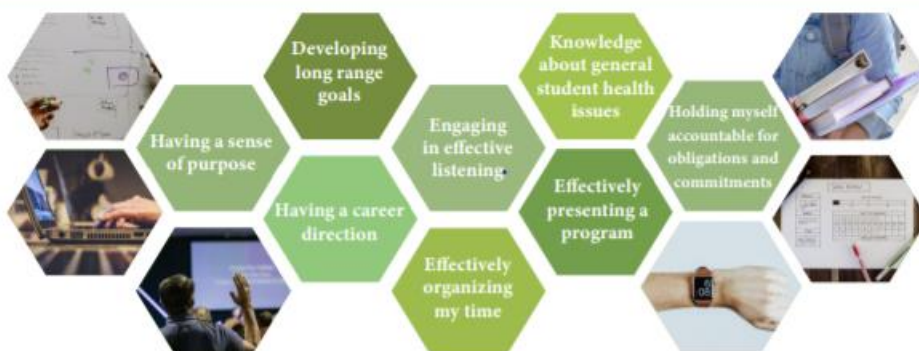 Developing
long range
goals
Knowledge
about general
student health
issues
Having a sense
of purpose
Engaging
in effective
listening
Holding myself
accountable for
obligations and
commitments
Having a career
direction
Effectively
presenting a
program
Effectively
organizing
my time